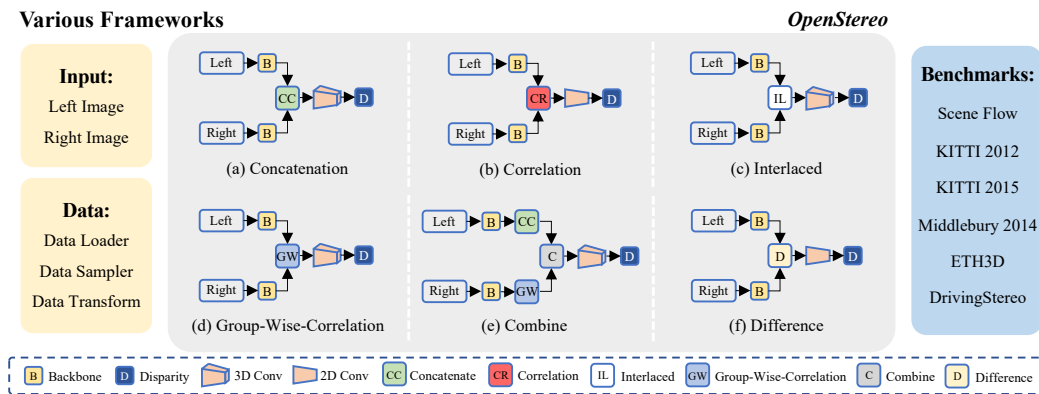 Various Frameworks
OpenStereo
Input:
Left Image
Right Image
Data:
Data Loader
Data Sampler
Data Transform
Left
B
CC
D
Right
B
(a) Concatenation
Left
B
CR
D
Right
B
(b) Correlation
Left
B
IL
D
Right
B
(c) Interlaced
Left
B
GW
D
Right
B
(d) Group-Wise-Correlation
Left
B
CC
C
D
Right
B
GW
(e) Combine
Left
B
D
D
Right
B
(f) Difference
Benchmarks:
Scene Flow
KITTI 2012
KITTI 2015
Middlebury 2014
ETH3D
DrivingStereo
B Backbone D Disparity 3D Conv 2D Conv CC Concatenate CR Correlation IL Interlaced GW Group-Wise-Correlation C Combine D Difference